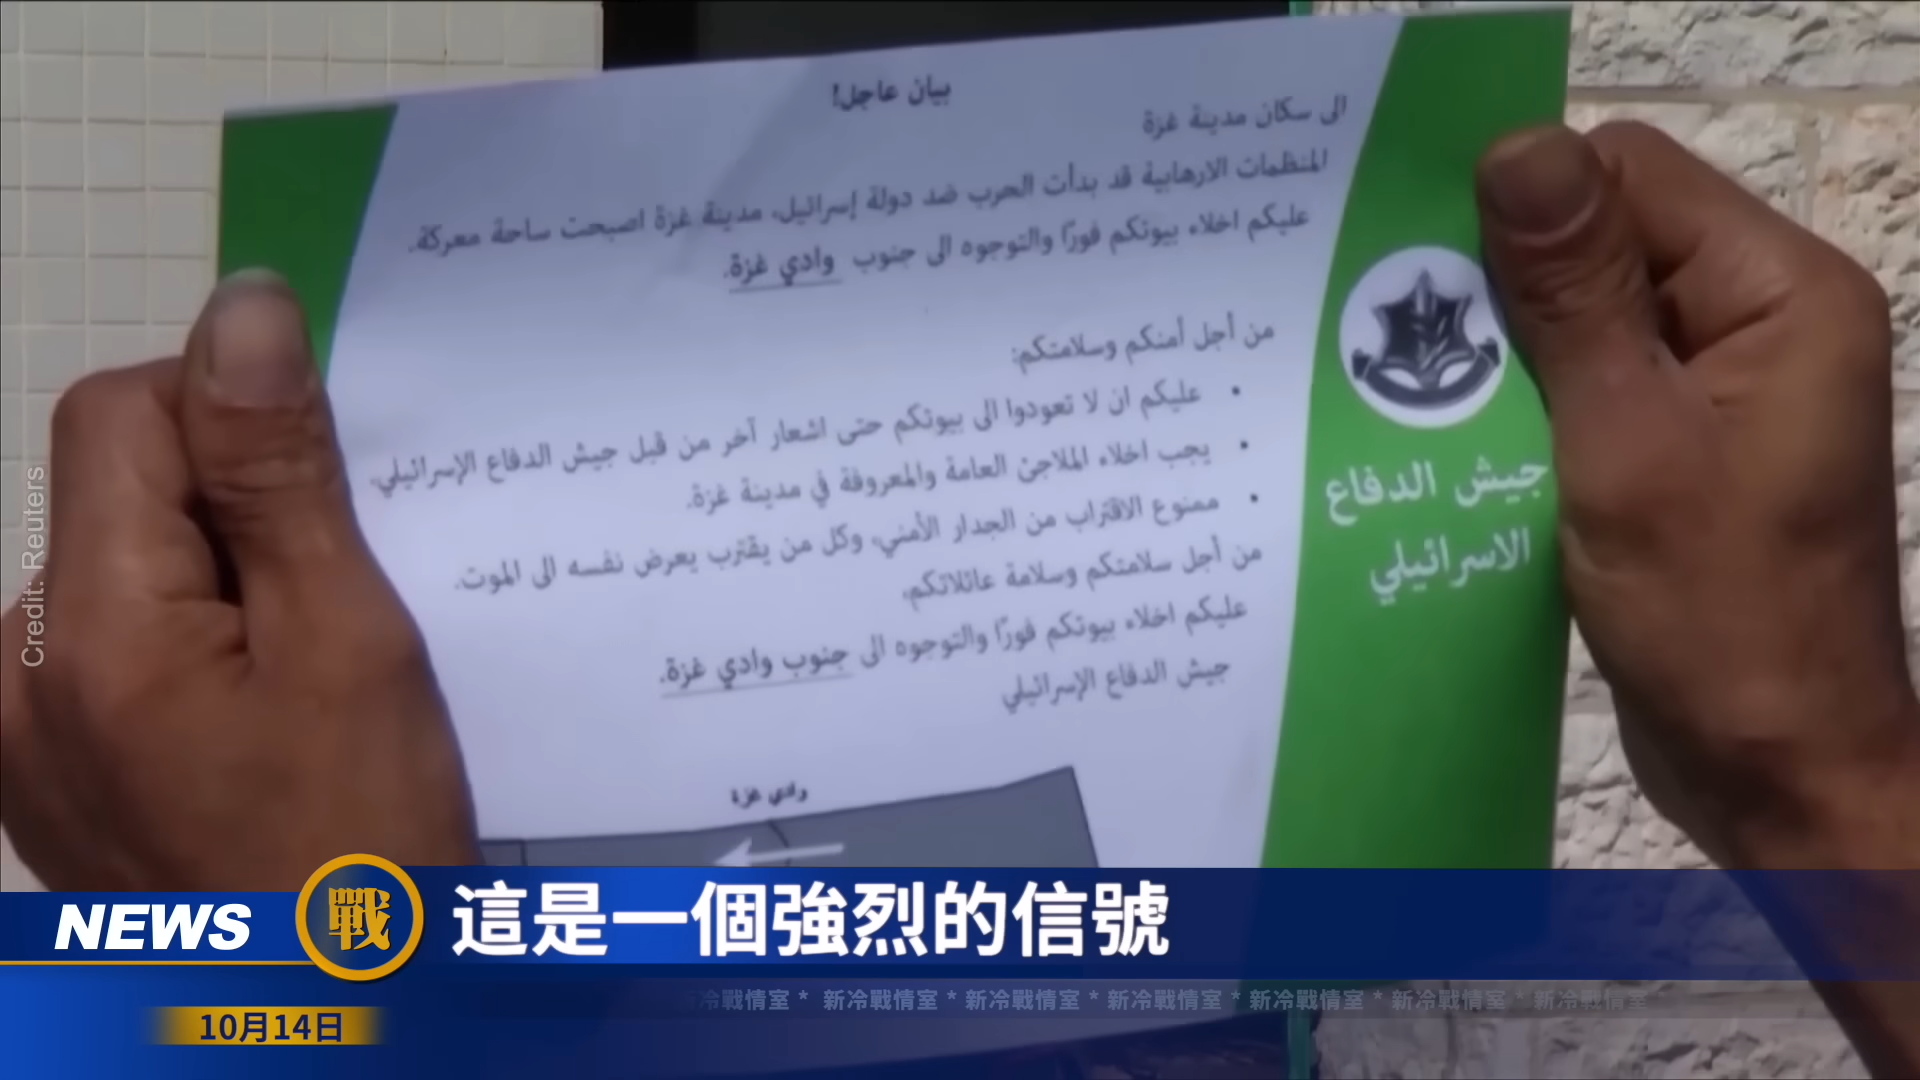 بيان عاجل!
الى سكان مدينة غزة
المنظمات الارهابية قد بدأت الحرب ضد دولة إسرائيل، مدينة غزة اصبحت ساحة معركة.
عليكم اخلاء بيوتكم فورًا والتوجوه الى جنوب وادي غزة.
من أجل أمنكم وسلامتكم:
• عليكم ان لا تعودوا الى بيوتكم حتى اشعار آخر من قبل جيش الدفاع الإسرائيلي.
• يجب اخلاء الملاجئ العامة والمعروفة في مدينة غزة.
• ممنوع الاقتراب من الجدار الأمني، وكل من يقترب يعرض نفسه الى الموت.
من أجل سلامتكم وسلامة عائلاتكم،
عليكم اخلاء بيوتكم فورًا والتوجوه الى جنوب وادي غزة.
جيش الدفاع الإسرائيلي
وادي غزة
جيش الدفاع
الاسرائيلي
Credit: Reuters
NEWS
戰
這是一個強烈的信號
新冷戰情室 * 新冷戰情室 * 新冷戰情室 * 新冷戰情室 * 新冷戰情室 * 新冷戰情室 * 新冷戰情室
10月14日